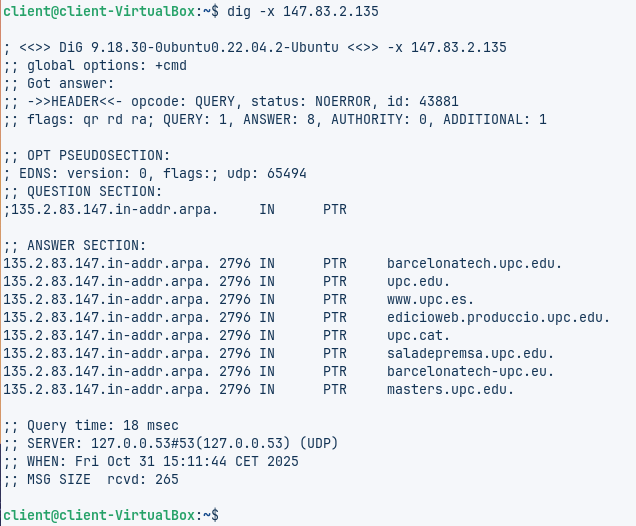 client@client-VirtualBox:~$ dig -x 147.83.2.135

; <<>> DiG 9.18.30-0ubuntu0.22.04.2-Ubuntu <<>> -x 147.83.2.135
;; global options: +cmd
;; Got answer:
;; ->>HEADER<<- opcode: QUERY, status: NOERROR, id: 43881
;; flags: qr rd ra; QUERY: 1, ANSWER: 8, AUTHORITY: 0, ADDITIONAL: 1

;; OPT PSEUDOSECTION:
; EDNS: version: 0, flags:; udp: 65494
;; QUESTION SECTION:
;135.2.83.147.in-addr.arpa.     IN      PTR

;; ANSWER SECTION:
135.2.83.147.in-addr.arpa. 2796 IN      PTR     barcelonatech.upc.edu.
135.2.83.147.in-addr.arpa. 2796 IN      PTR     upc.edu.
135.2.83.147.in-addr.arpa. 2796 IN      PTR     www.upc.es.
135.2.83.147.in-addr.arpa. 2796 IN      PTR     edicioweb.produccio.upc.edu.
135.2.83.147.in-addr.arpa. 2796 IN      PTR     upc.cat.
135.2.83.147.in-addr.arpa. 2796 IN      PTR     saladepremsa.upc.edu.
135.2.83.147.in-addr.arpa. 2796 IN      PTR     barcelonatech-upc.eu.
135.2.83.147.in-addr.arpa. 2796 IN      PTR     masters.upc.edu.

;; Query time: 18 msec
;; SERVER: 127.0.0.53#53(127.0.0.53) (UDP)
;; WHEN: Fri Oct 31 15:11:44 CET 2025
;; MSG SIZE  rcvd: 265

client@client-VirtualBox:~$